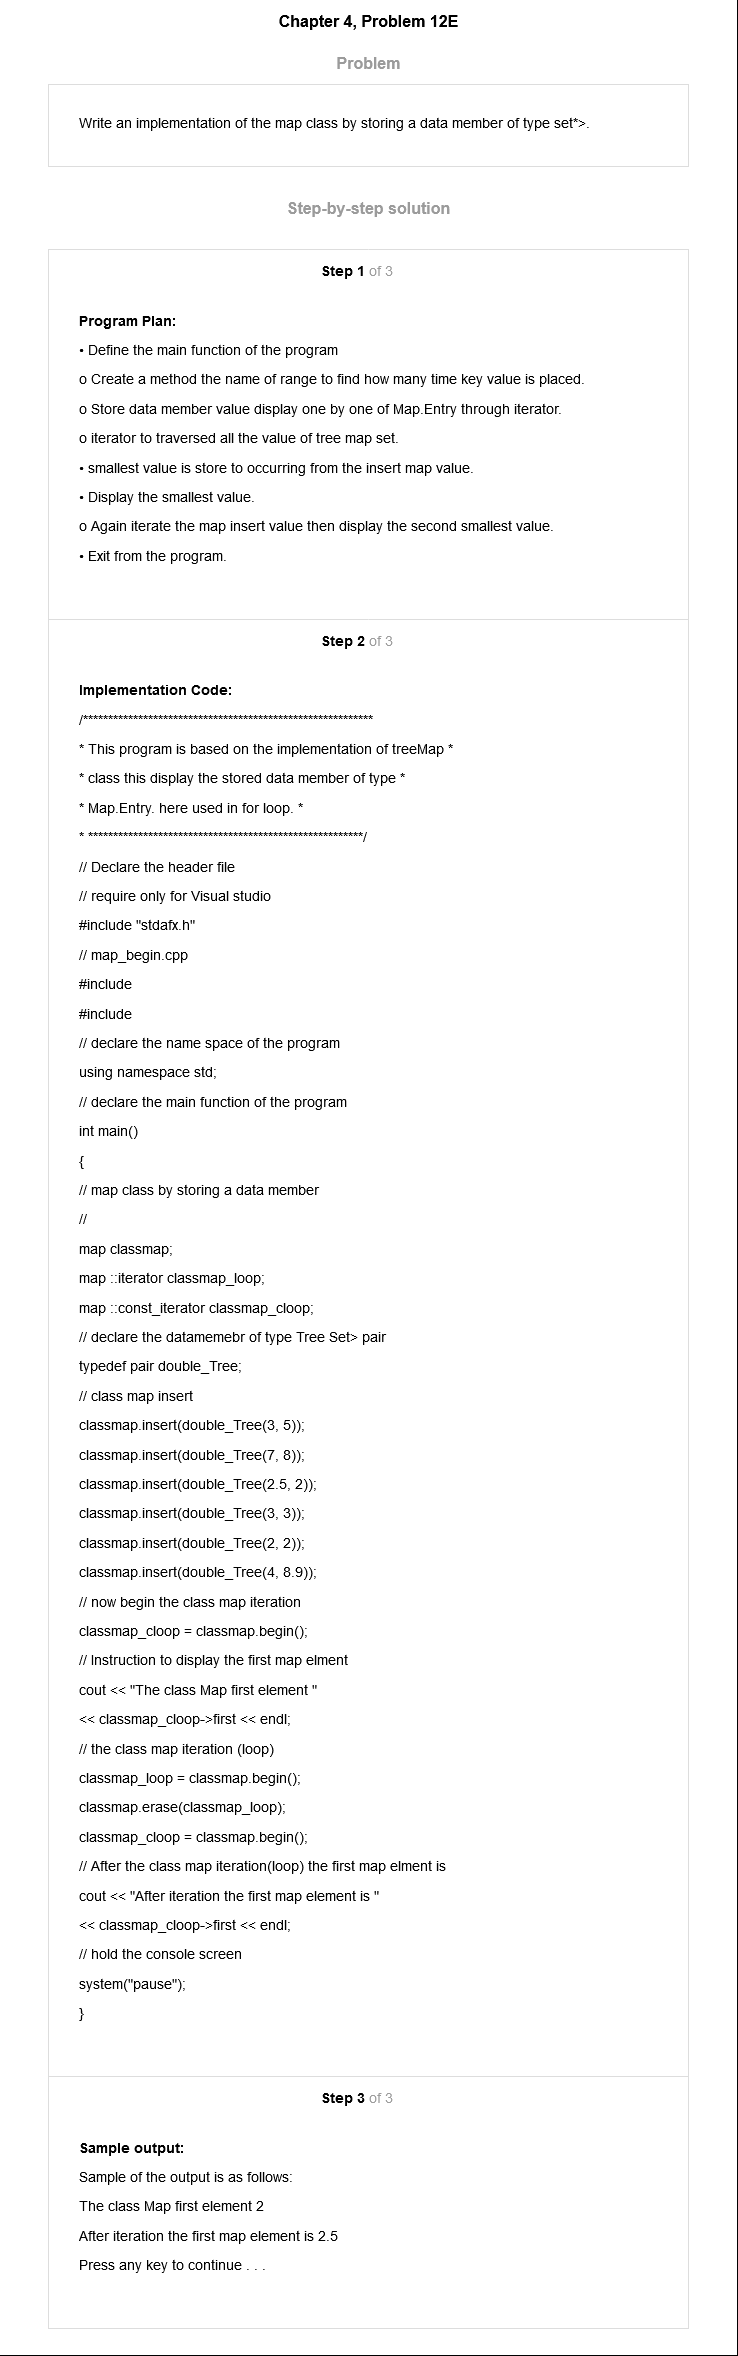 Chapter 4, Problem 12E
Problem
Write an implementation of the map class by storing a data member of type set*>.
Step-by-step solution
Step 1 of 3
Program Plan:
• Define the main function of the program
o Create a method the name of range to find how many time key value is placed.
o Store data member value display one by one of Map.Entry through iterator.
o iterator to traversed all the value of tree map set.
• smallest value is store to occurring from the insert map value.
• Display the smallest value.
o Again iterate the map insert value then display the second smallest value.
• Exit from the program.
Step 2 of 3
Implementation Code:
/**********************************************************
* This program is based on the implementation of treeMap *
* class this display the stored data member of type *
* Map.Entry. here used in for loop. *
* *******************************************************/
// Declare the header file
// require only for Visual studio
#include "stdafx.h"
// map_begin.cpp
#include
#include
// declare the name space of the program
using namespace std;
// declare the main function of the program
int main()
{
// map class by storing a data member
//
map classmap;
map ::iterator classmap_loop;
map ::const_iterator classmap_cloop;
// declare the datamemebr of type Tree Set> pair
typedef pair double_Tree;
// class map insert
classmap.insert(double_Tree(3, 5));
classmap.insert(double_Tree(7, 8));
classmap.insert(double_Tree(2.5, 2));
classmap.insert(double_Tree(3, 3));
classmap.insert(double_Tree(2, 2));
classmap.insert(double_Tree(4, 8.9));
// now begin the class map iteration
classmap_cloop = classmap.begin();
// Instruction to display the first map elment
cout << "The class Map first element "
<< classmap_cloop->first << endl;
// the class map iteration (loop)
classmap_loop = classmap.begin();
classmap.erase(classmap_loop);
classmap_cloop = classmap.begin();
// After the class map iteration(loop) the first map elment is
cout << "After iteration the first map element is "
<< classmap_cloop->first << endl;
// hold the console screen
system("pause");
}
Step 3 of 3
Sample output:
Sample of the output is as follows:
The class Map first element 2
After iteration the first map element is 2.5
Press any key to continue . . .